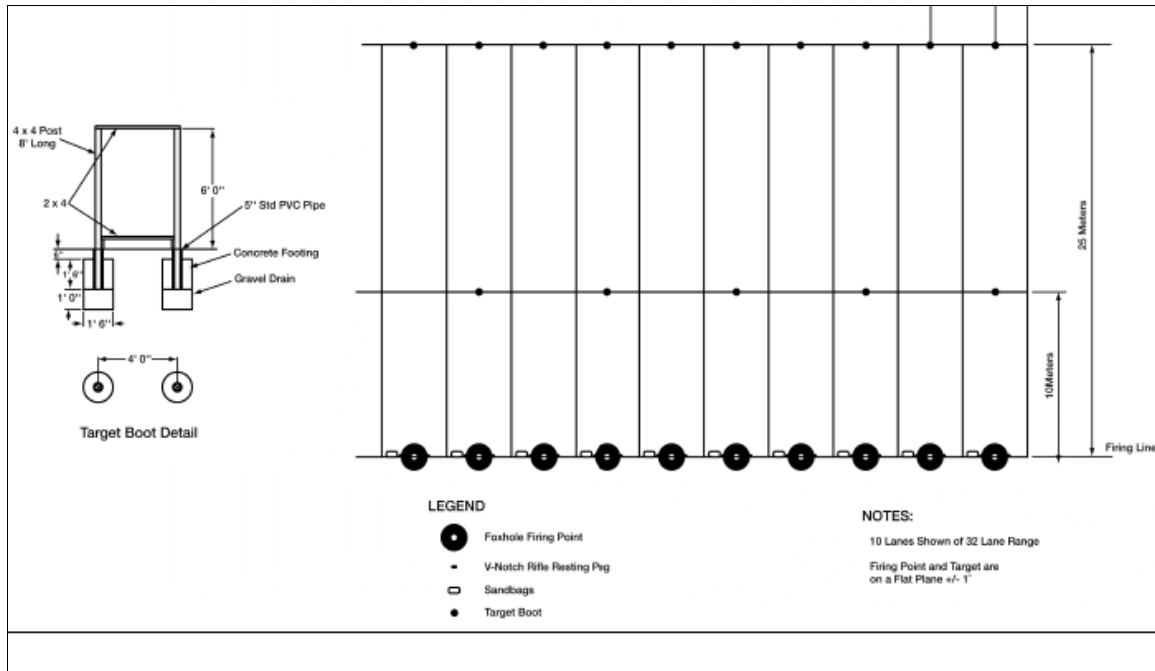 4 x 4 Post
8' Long
2 x 4
6' 0"
5" Std PVC Pipe
Concrete Footing
Gravel Drain
1' 6"
1' 0"
1' 6"
4' 0"
Target Boot Detail
25 Meters
10Meters
Firing Line
LEGEND
Foxhole Firing Point
V-Notch Rifle Resting Peg
Sandbags
Target Boot
NOTES:
10 Lanes Shown of 32 Lane Range
Firing Point and Target are
on a Flat Plane +/- 1'